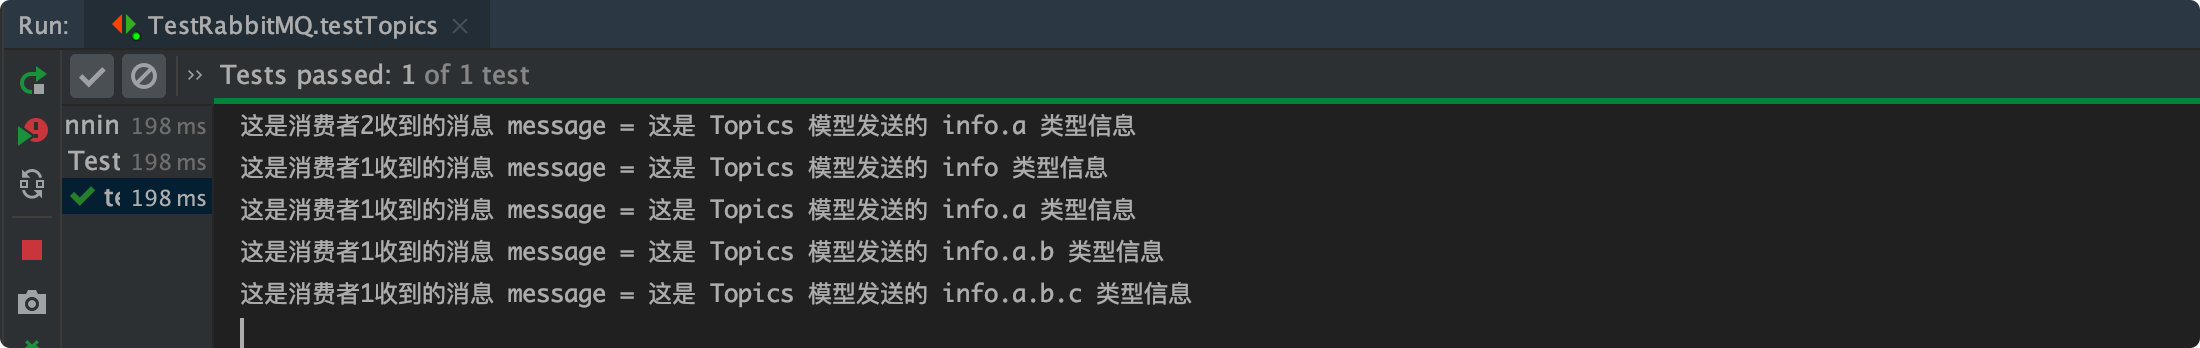 Run: TestRabbitMQ.testTopics
Tests passed: 1 of 1 test
nnin 198 ms
Test 198 ms
te 198 ms
这是消费者2收到的消息 message = 这是 Topics 模型发送的 info.a 类型信息
这是消费者1收到的消息 message = 这是 Topics 模型发送的 info 类型信息
这是消费者1收到的消息 message = 这是 Topics 模型发送的 info.a 类型信息
这是消费者1收到的消息 message = 这是 Topics 模型发送的 info.a.b 类型信息
这是消费者1收到的消息 message = 这是 Topics 模型发送的 info.a.b.c 类型信息